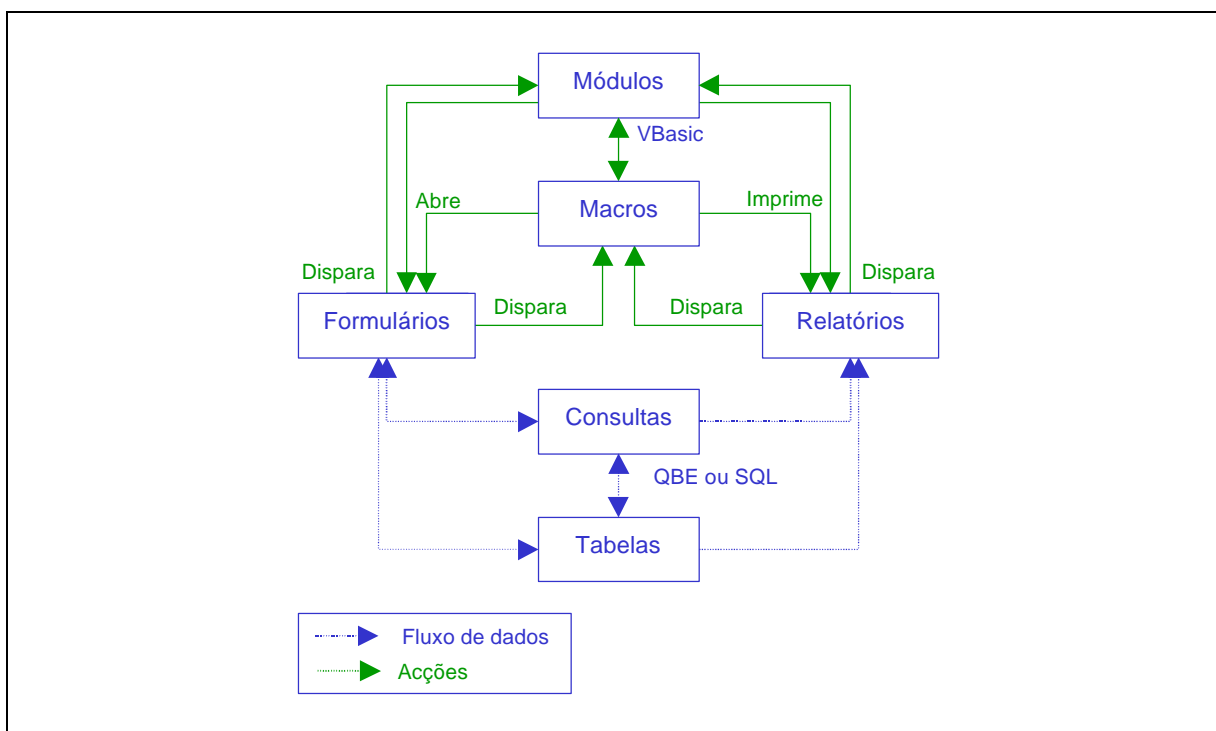 Módulos
VBasic
Abre
Macros
Imprime
Dispara
Dispara
Formulários
Dispara
Dispara
Relatórios
Consultas
QBE ou SQL
Tabelas
Fluxo de dados
Acções